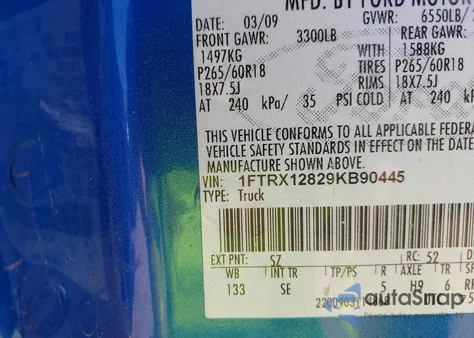 MFD. BY FORD MOTOR
DATE: 03/09 GVWR: 6550LB/
FRONT GAWR: 3300LB REAR GAWR:
1497KG WITH 1588KG
P265/60R18 TIRES P265/60R18
18X7.5J RIMS 18X7.5J
AT 240 kPa/ 35 PSI COLD AT 240 kPa/
THIS VEHICLE CONFORMS TO ALL APPLICABLE FEDERA
VEHICLE SAFETY STANDARDS IN EFFECT ON THE DATE
MANUFACTURE SHOWN ABOVE.
VIN: 1FTRX12829KB90445
TYPE: Truck
EXT PNT: SZ RC: 52
WB INT TR TP/PS R AXLE TR SP
133 SE 5 H9 6
autoSnap